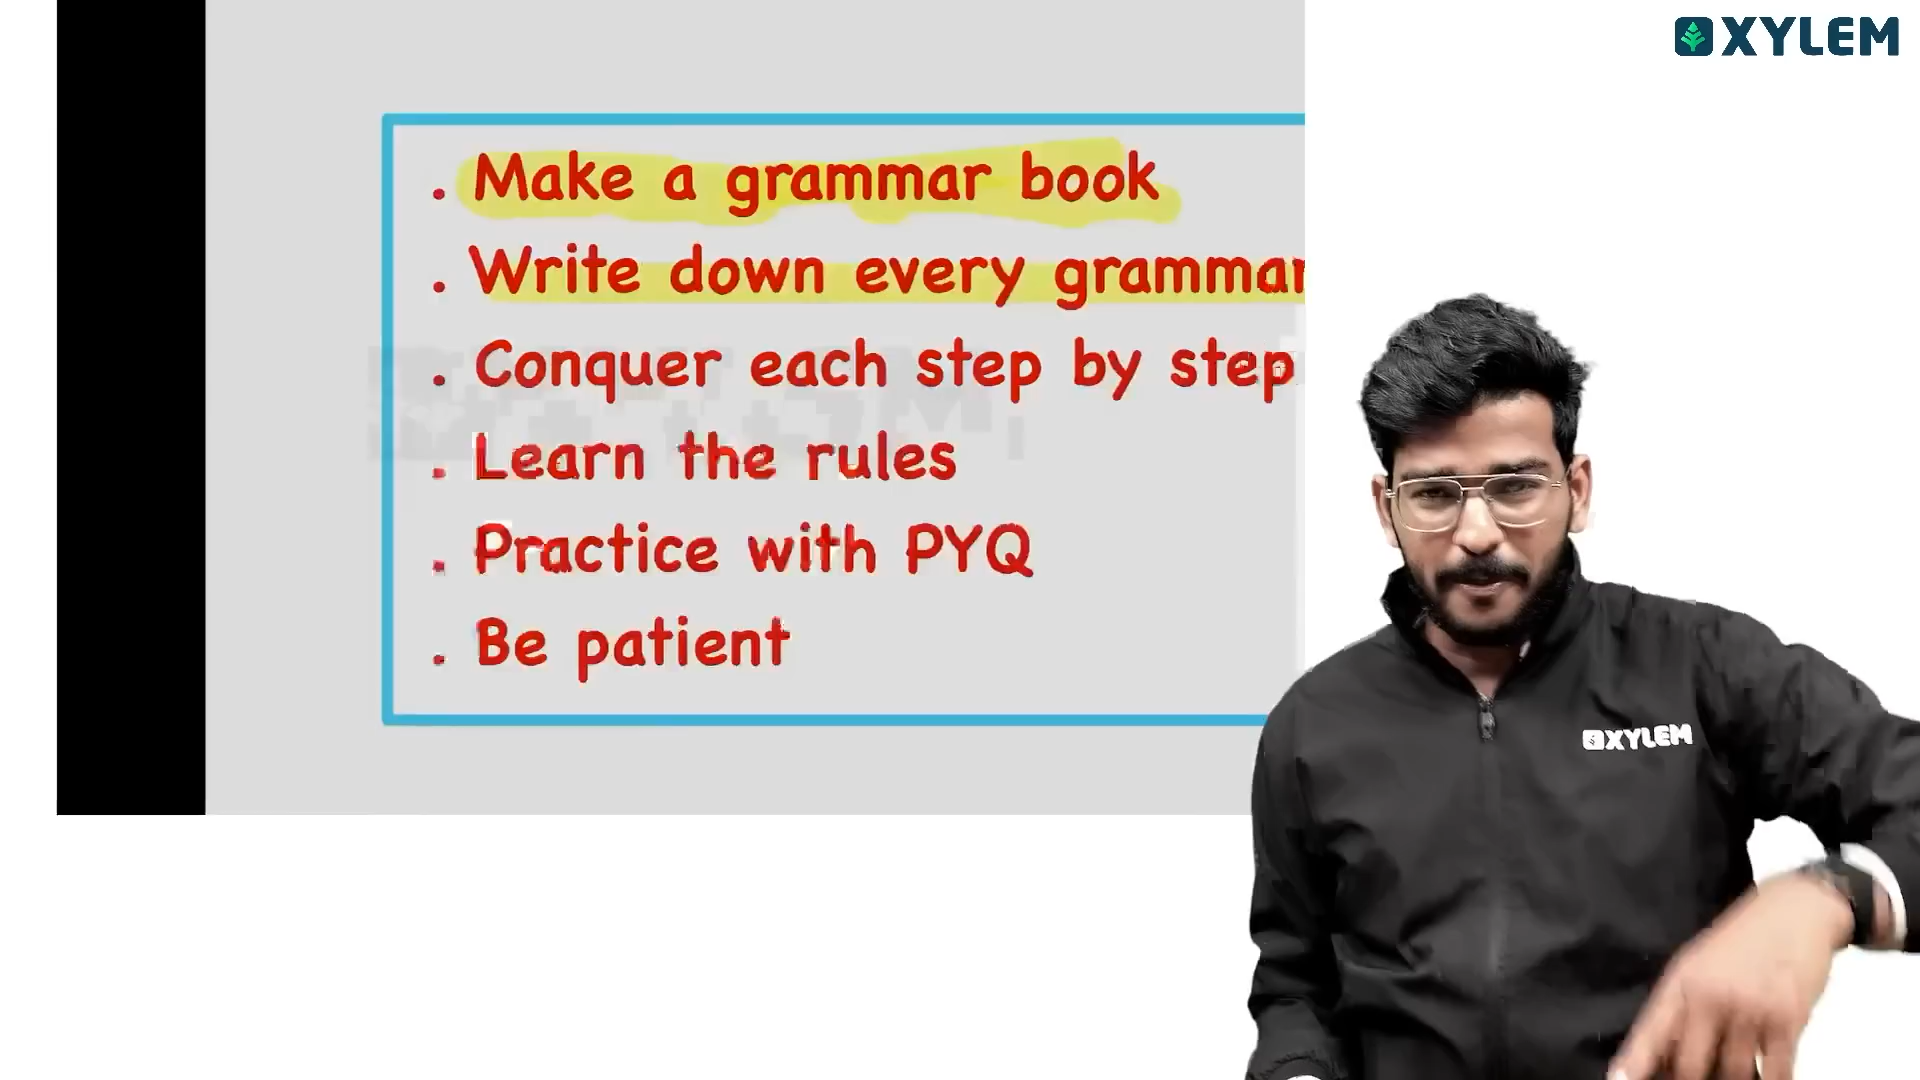 XYLEM
. Make a grammar book
. Write down every grammar
. Conquer each step by step
. Learn the rules
. Practice with PYQ
. Be patient
XYLEM